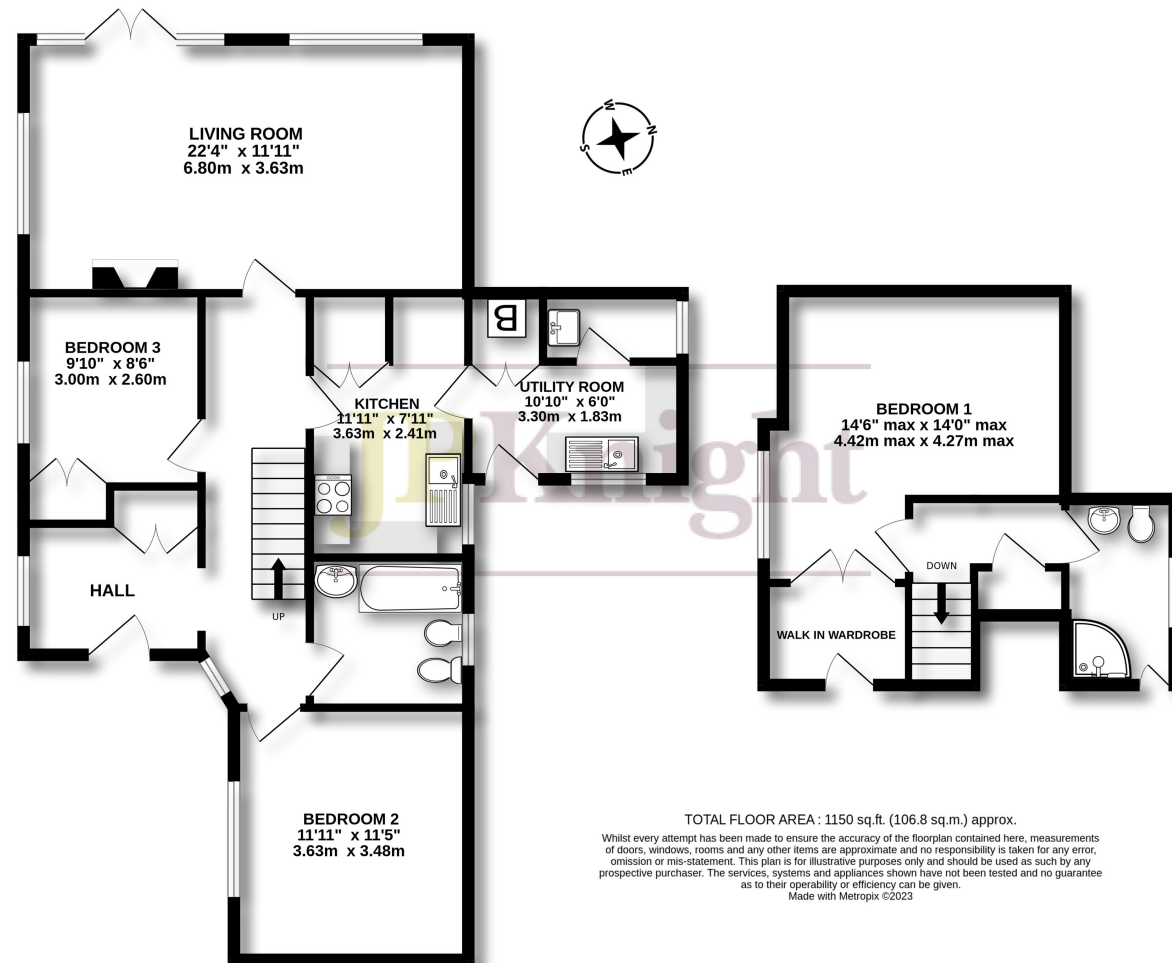 LIVING ROOM
22'4" x 11'11"
6.80m x 3.63m
W
N
S
E
BEDROOM 3
9'10" x 8'6"
3.00m x 2.60m
B
KITCHEN
11'11" x 7'11"
3.63m x 2.41m
UTILITY ROOM
10'10" x 6'0"
3.30m x 1.83m
JPKnight
BEDROOM 1
14'6" max x 14'0" max
4.42m max x 4.27m max
HALL
UP
DOWN
WALK IN WARDROBE
BEDROOM 2
11'11" x 11'5"
3.63m x 3.48m
TOTAL FLOOR AREA : 1150 sq.ft. (106.8 sq.m.) approx.
Whilst every attempt has been made to ensure the accuracy of the floorplan contained here, measurements
of doors, windows, rooms and any other items are approximate and no responsibility is taken for any error,
omission or mis-statement. This plan is for illustrative purposes only and should be used as such by any
prospective purchaser. The services, systems and appliances shown have not been tested and no guarantee
as to their operability or efficiency can be given.
Made with Metropix ©2023